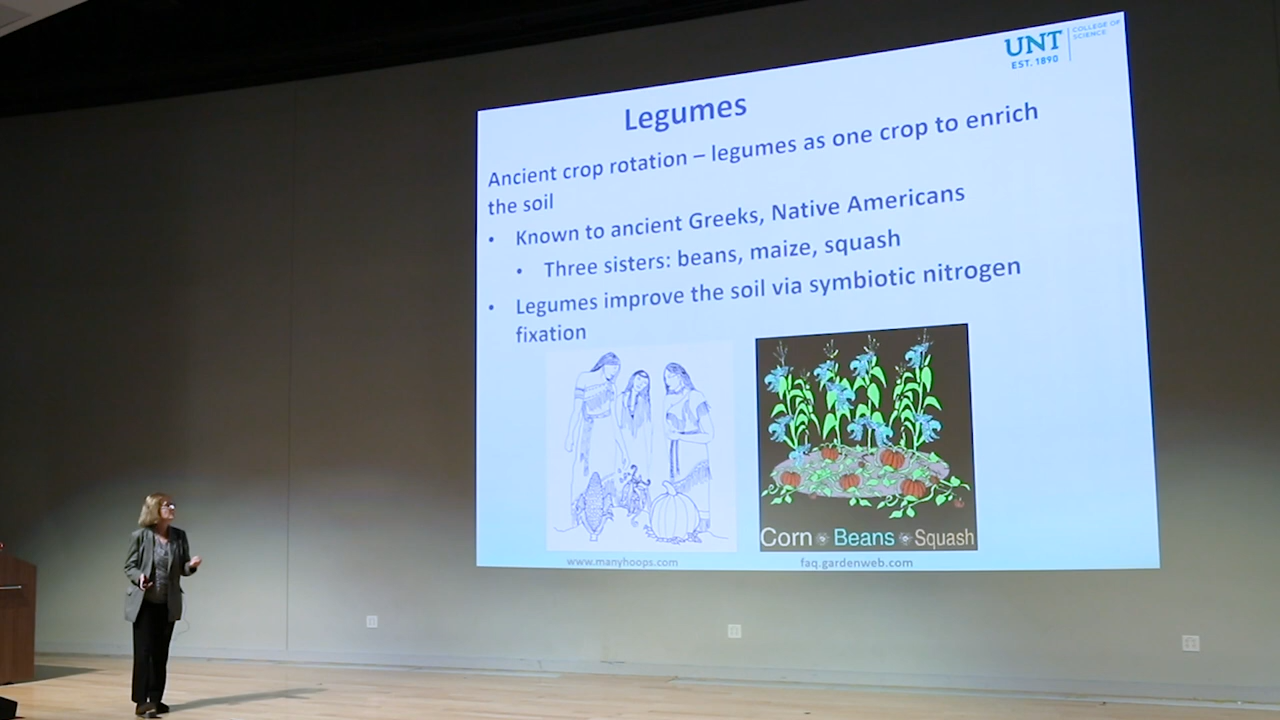 UNT
EST. 1890
COLLEGE OF
SCIENCE
Legumes
Ancient crop rotation – legumes as one crop to enrich
the soil
• Known to ancient Greeks, Native Americans
• Three sisters: beans, maize, squash
• Legumes improve the soil via symbiotic nitrogen
fixation
Corn Beans Squash
www.manyhoops.com
faq.gardenweb.com